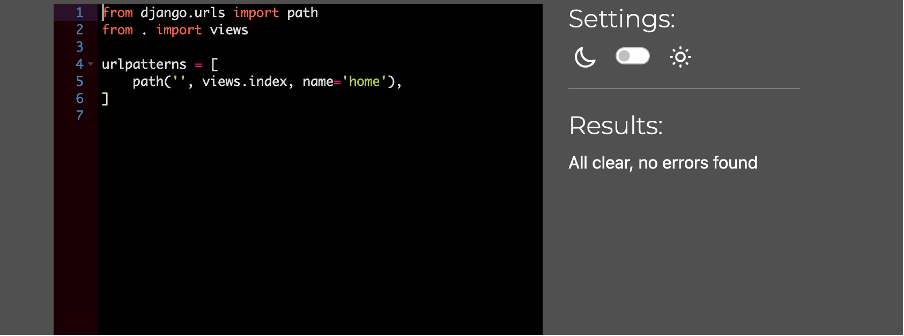 1 from django.urls import path
2 from . import views
3
4 urlpatterns = [
5     path('', views.index, name='home'),
6 ]
7
Settings:
Results:
All clear, no errors found